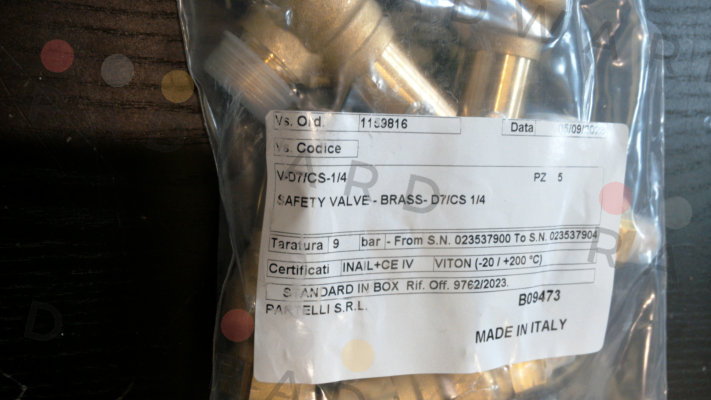 Vs. Ord. 1159816 Data
Vs. Codice
V-D7/CS-1/4 PZ 5
SAFETY VALVE - BRASS- D7/CS 1/4
Taratura 9 bar - From S.N. 023537900 To S.N. 023537904
Certificati INAIL+CE IV VITON (-20 / +200 °C)
STANDARD IN BOX Rif. Off. 9762/2023.
B09473
S.R.L.
MADE IN ITALY